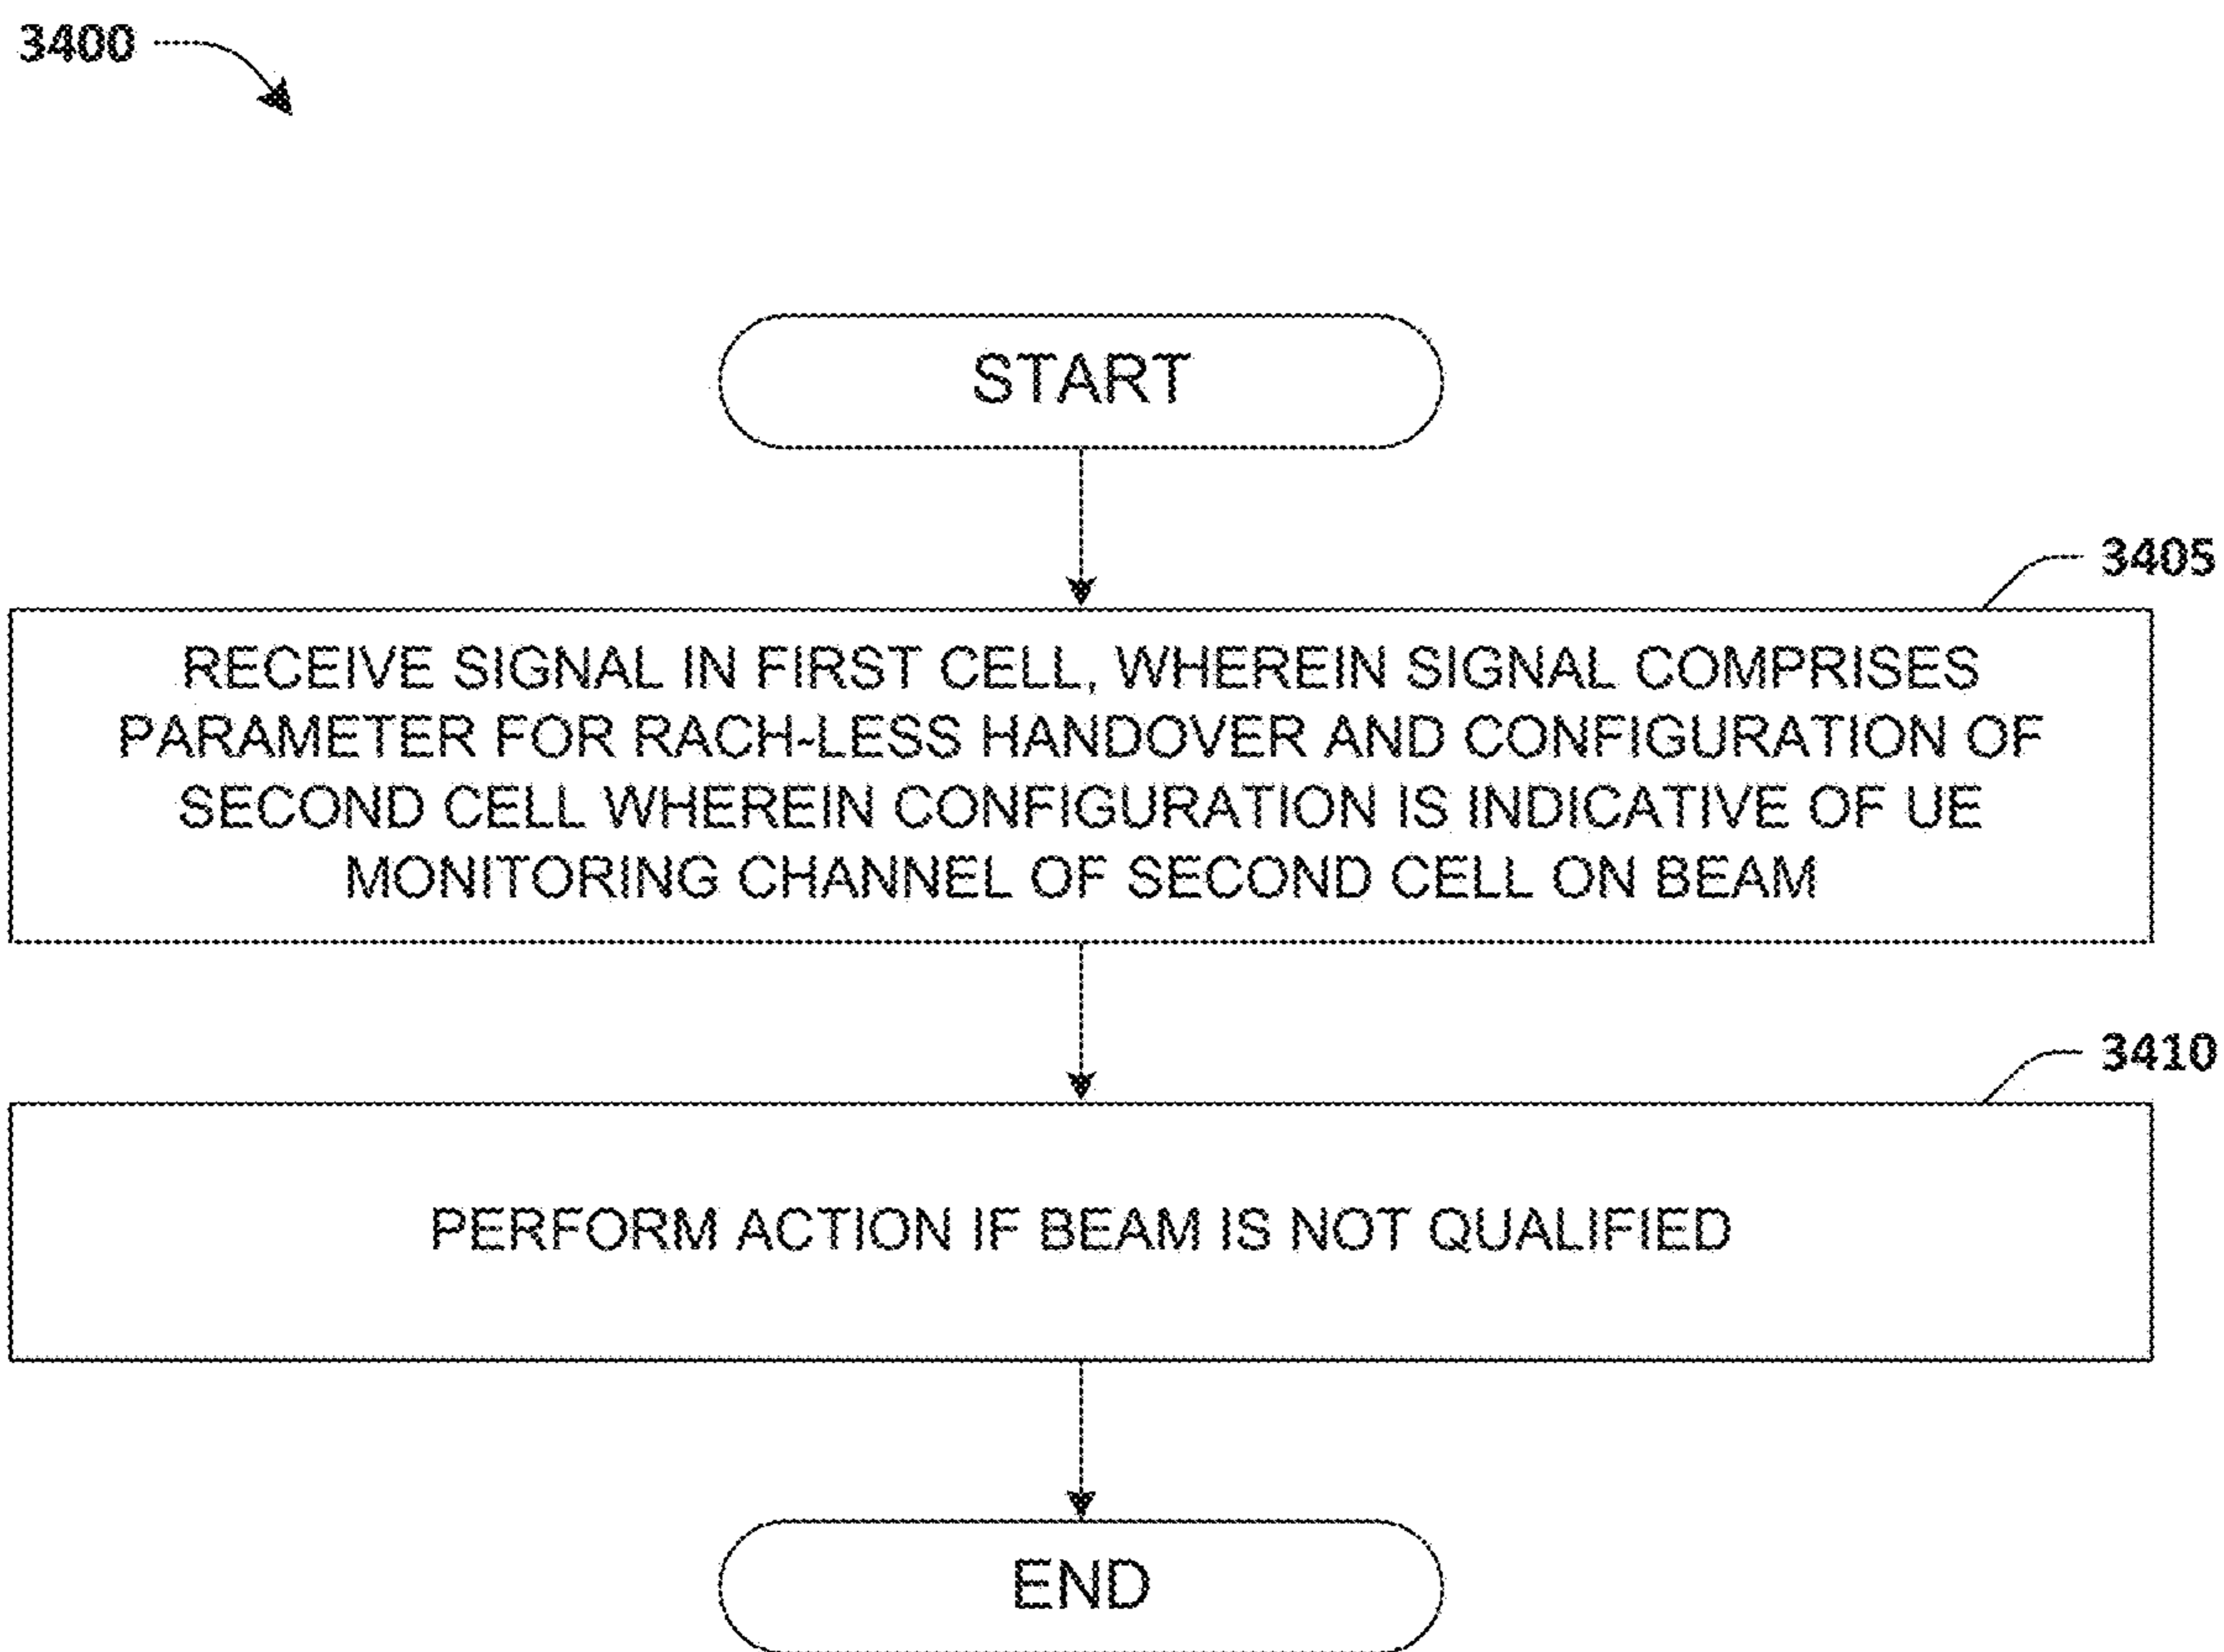 3400
START
3405
RECEIVE SIGNAL IN FIRST CELL, WHEREIN SIGNAL COMPRISES
PARAMETER FOR RACH-LESS HANDOVER AND CONFIGURATION OF
SECOND CELL WHEREIN CONFIGURATION IS INDICATIVE OF UE
MONITORING CHANNEL OF SECOND CELL ON BEAM
3410
PERFORM ACTION IF BEAM IS NOT QUALIFIED
END